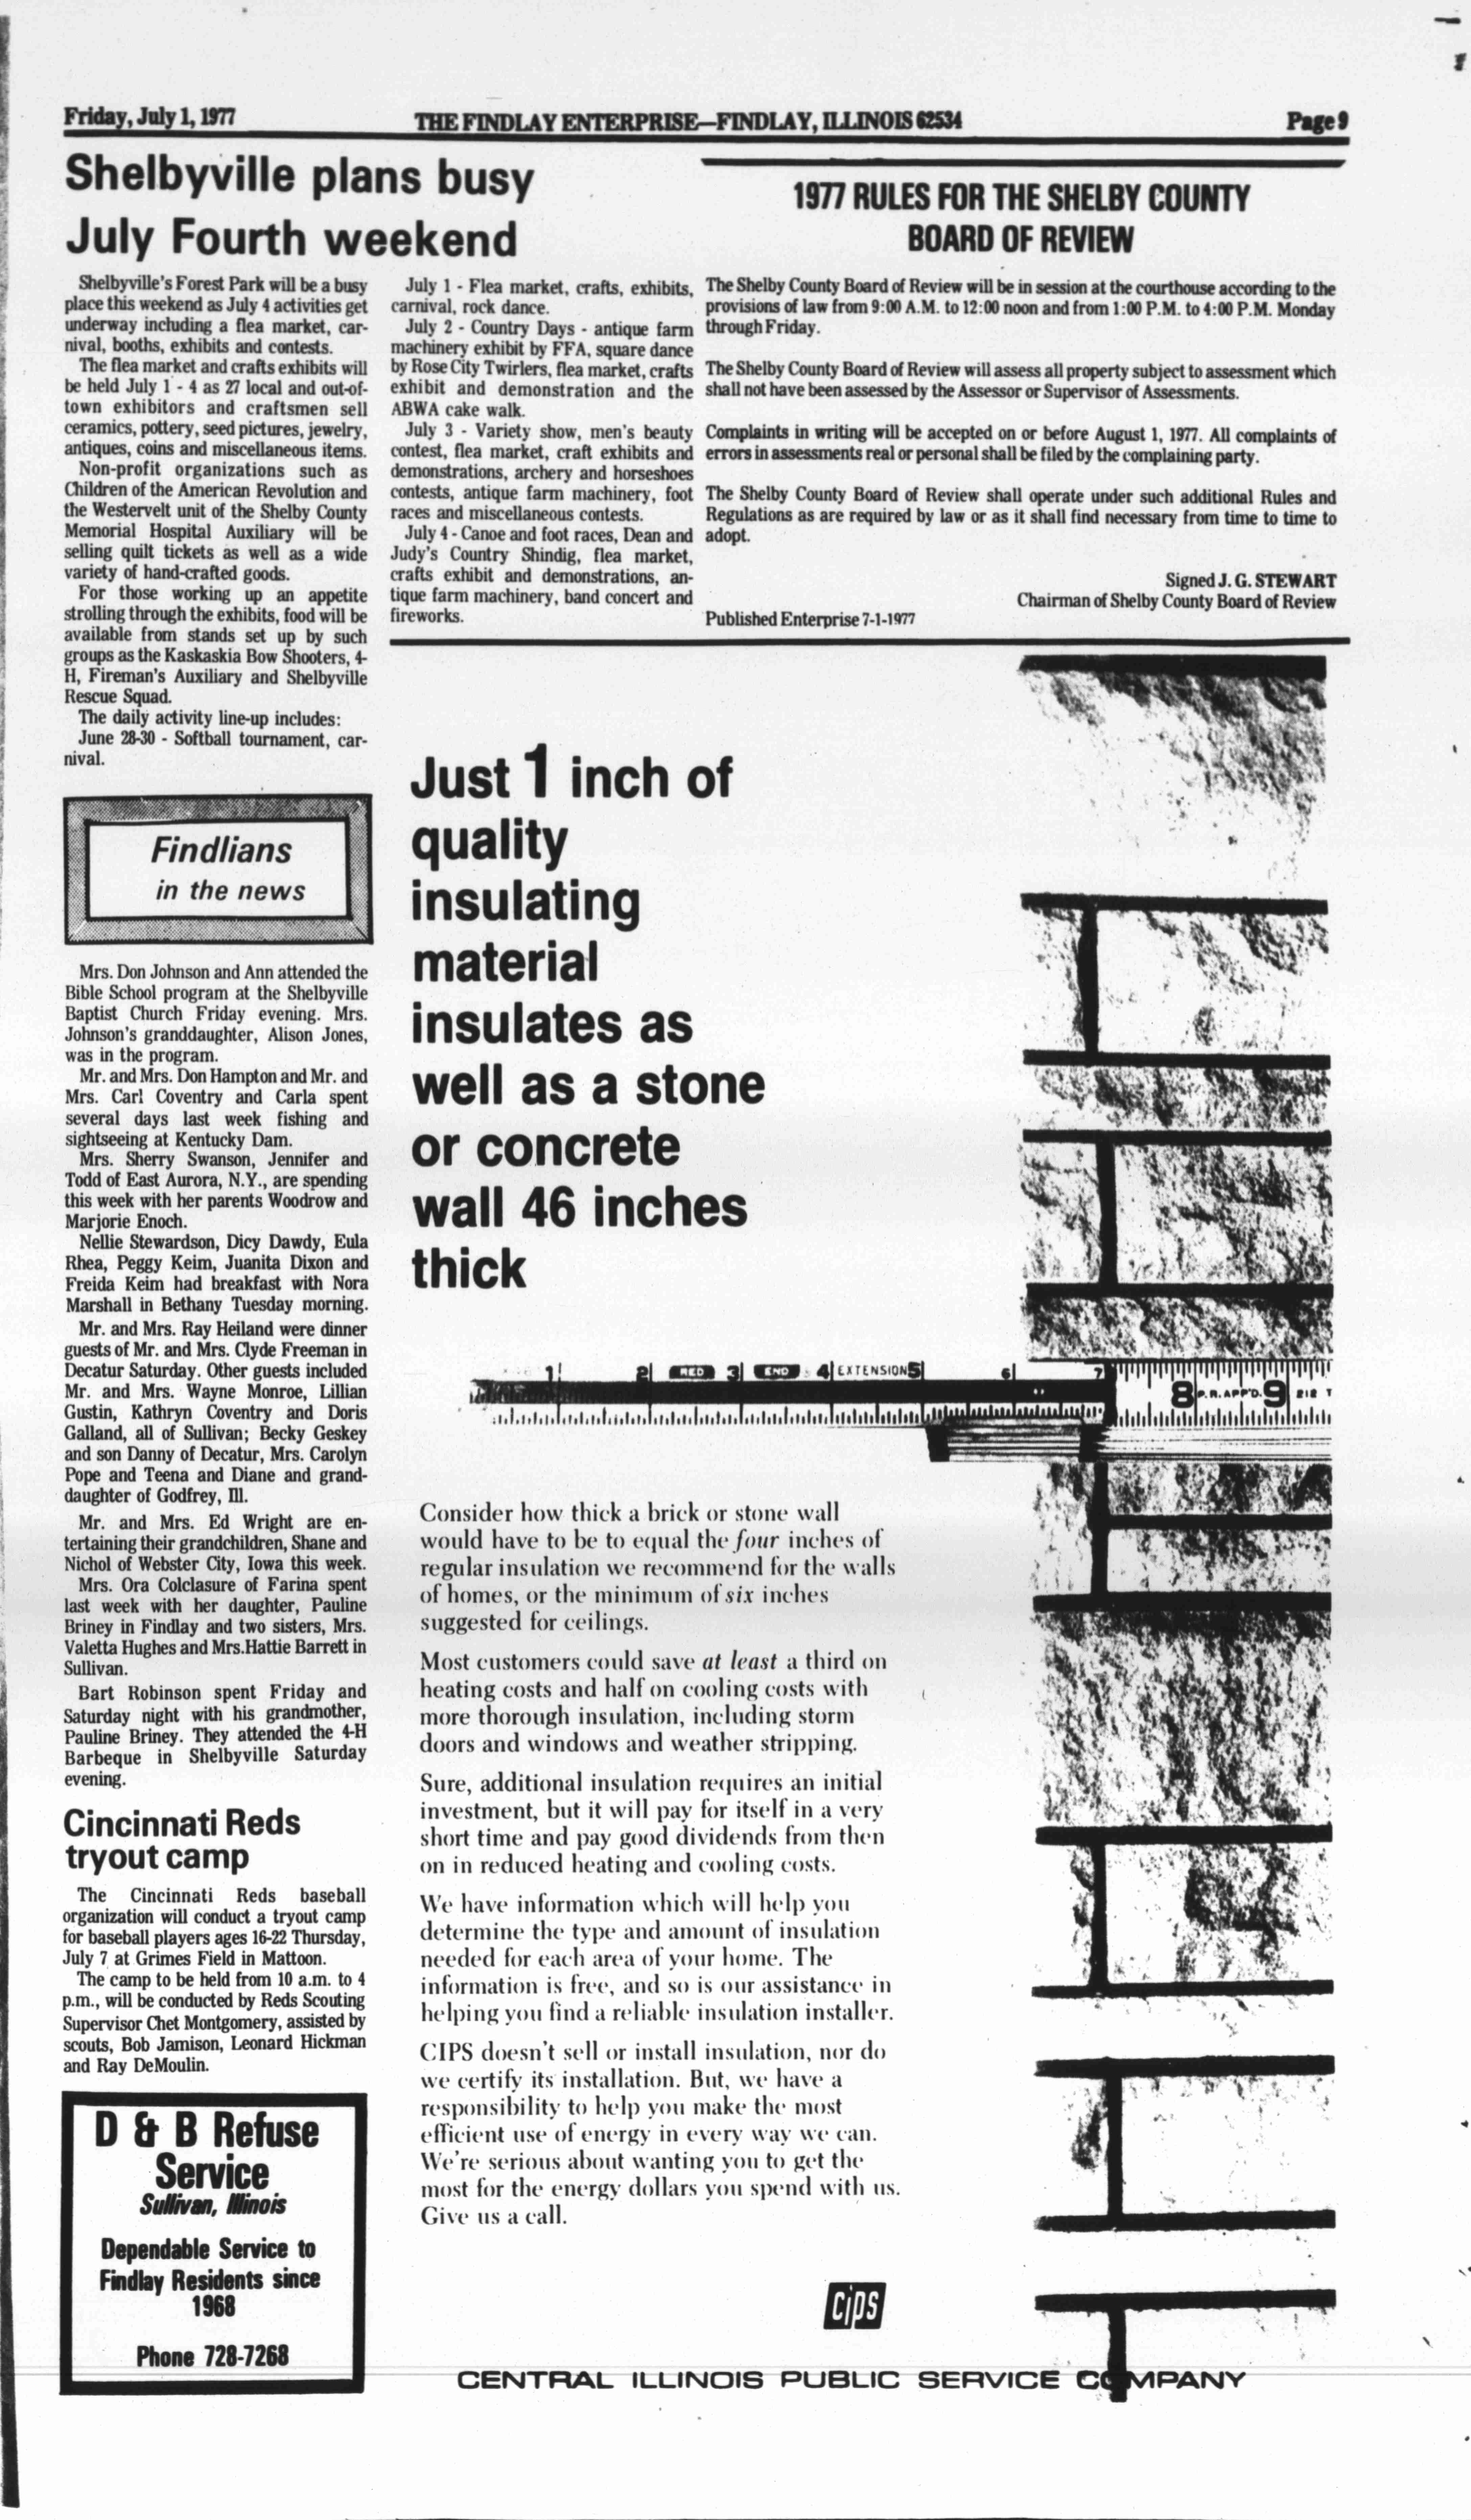 Friday, July 1, 1977
THE FINDLAY ENTERPRISE—FINDLAY, ILLINOIS 62534
Page 9
Shelbyville plans busy
July Fourth weekend
Shelbyville's Forest Park will be a busy
place this weekend as July 4 activities get
underway including a flea market, car-
nival, booths, exhibits and contests.
The flea market and crafts exhibits will
be held July 1 - 4 as 27 local and out-of-
town exhibitors and craftsmen sell
ceramics, pottery, seed pictures, jewelry,
antiques, coins and miscellaneous items.
Non-profit organizations such as
Children of the American Revolution and
the Westervelt unit of the Shelby County
Memorial Hospital Auxiliary will be
selling quilt tickets as well as a wide
variety of hand-crafted goods.
For those working up an appetite
strolling through the exhibits, food will be
available from stands set up by such
groups as the Kaskaskia Bow Shooters, 4-
H, Fireman's Auxiliary and Shelbyville
Rescue Squad.
The daily activity line-up includes:
June 28-30 - Softball tournament, car-
nival.
July 1 - Flea market, crafts, exhibits,
carnival, rock dance.
July 2 - Country Days - antique farm
machinery exhibit by FFA, square dance
by Rose City Twirlers, flea market, crafts
exhibit and demonstration and the
ABWA cake walk.
July 3 - Variety show, men's beauty
contest, flea market, craft exhibits and
demonstrations, archery and horseshoes
contests, antique farm machinery, foot
races and miscellaneous contests.
July 4 - Canoe and foot races, Dean and
Judy's Country Shindig, flea market,
crafts exhibit and demonstrations, an-
tique farm machinery, band concert and
fireworks.
1977 RULES FOR THE SHELBY COUNTY
BOARD OF REVIEW
The Shelby County Board of Review will be in session at the courthouse according to the
provisions of law from 9:00 A.M. to 12:00 noon and from 1:00 P.M. to 4:00 P.M. Monday
through Friday.
The Shelby County Board of Review will assess all property subject to assessment which
shall not have been assessed by the Assessor or Supervisor of Assessments.
Complaints in writing will be accepted on or before August 1, 1977. All complaints of
errors in assessments real or personal shall be filed by the complaining party.
The Shelby County Board of Review shall operate under such additional Rules and
Regulations as are required by law or as it shall find necessary from time to time to
adopt.
Signed J. G. STEWART
Chairman of Shelby County Board of Review
Published Enterprise 7-1-1977
Findlians
in the news
Mrs. Don Johnson and Ann attended the
Bible School program at the Shelbyville
Baptist Church Friday evening. Mrs.
Johnson's granddaughter, Alison Jones,
was in the program.
Mr. and Mrs. Don Hampton and Mr. and
Mrs. Carl Coventry and Carla spent
several days last week fishing and
sightseeing at Kentucky Dam.
Mrs. Sherry Swanson, Jennifer and
Todd of East Aurora, N.Y., are spending
this week with her parents Woodrow and
Marjorie Enoch.
Nellie Stewardson, Dicy Dawdy, Eula
Rhea, Peggy Keim, Juanita Dixon and
Freida Keim had breakfast with Nora
Marshall in Bethany Tuesday morning.
Mr. and Mrs. Ray Heiland were dinner
guests of Mr. and Mrs. Clyde Freeman in
Decatur Saturday. Other guests included
Mr. and Mrs. Wayne Monroe, Lillian
Gustin, Kathryn Coventry and Doris
Galland, all of Sullivan; Becky Geskey
and son Danny of Decatur, Mrs. Carolyn
Pope and Teena and Diane and grand-
daughter of Godfrey, Ill.
Mr. and Mrs. Ed Wright are en-
tertaining their grandchildren, Shane and
Nichol of Webster City, Iowa this week.
Mrs. Ora Colclasure of Farina spent
last week with her daughter, Pauline
Briney in Findlay and two sisters, Mrs.
Valetta Hughes and Mrs.Hattie Barrett in
Sullivan.
Bart Robinson spent Friday and
Saturday night with his grandmother,
Pauline Briney. They attended the 4-H
Barbeque in Shelbyville Saturday
evening.
Cincinnati Reds
tryout camp
The Cincinnati Reds baseball
organization will conduct a tryout camp
for baseball players ages 16-22 Thursday,
July 7 at Grimes Field in Mattoon.
The camp to be held from 10 a.m. to 4
p.m., will be conducted by Reds Scouting
Supervisor Chet Montgomery, assisted by
scouts, Bob Jamison, Leonard Hickman
and Ray DeMoulin.
D & B Refuse
Service
Sullivan, Illinois
Dependable Service to
Findlay Residents since
1968
Phone 728-7268
Just 1 inch of
quality
insulating
material
insulates as
well as a stone
or concrete
wall 46 inches
thick
1 2 RED 3 END 4 EXTENSION 5 6 7 8 P.R. APP'D. 9 212 T
Consider how thick a brick or stone wall
would have to be to equal the four inches of
regular insulation we recommend for the walls
of homes, or the minimum of six inches
suggested for ceilings.
Most customers could save at least a third on
heating costs and half on cooling costs with
more thorough insulation, including storm
doors and windows and weather stripping.
Sure, additional insulation requires an initial
investment, but it will pay for itself in a very
short time and pay good dividends from then
on in reduced heating and cooling costs.
We have information which will help you
determine the type and amount of insulation
needed for each area of your home. The
information is free, and so is our assistance in
helping you find a reliable insulation installer.
CIPS doesn't sell or install insulation, nor do
we certify its installation. But, we have a
responsibility to help you make the most
efficient use of energy in every way we can.
We're serious about wanting you to get the
most for the energy dollars you spend with us.
Give us a call.
cips
CENTRAL ILLINOIS PUBLIC SERVICE COMPANY